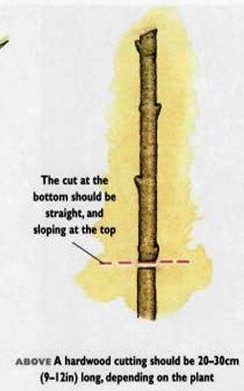 The cut at the
bottom should be
straight, and
sloping at the top
ABOVE A hardwood cutting should be 20–30cm
(9–12in) long, depending on the plant